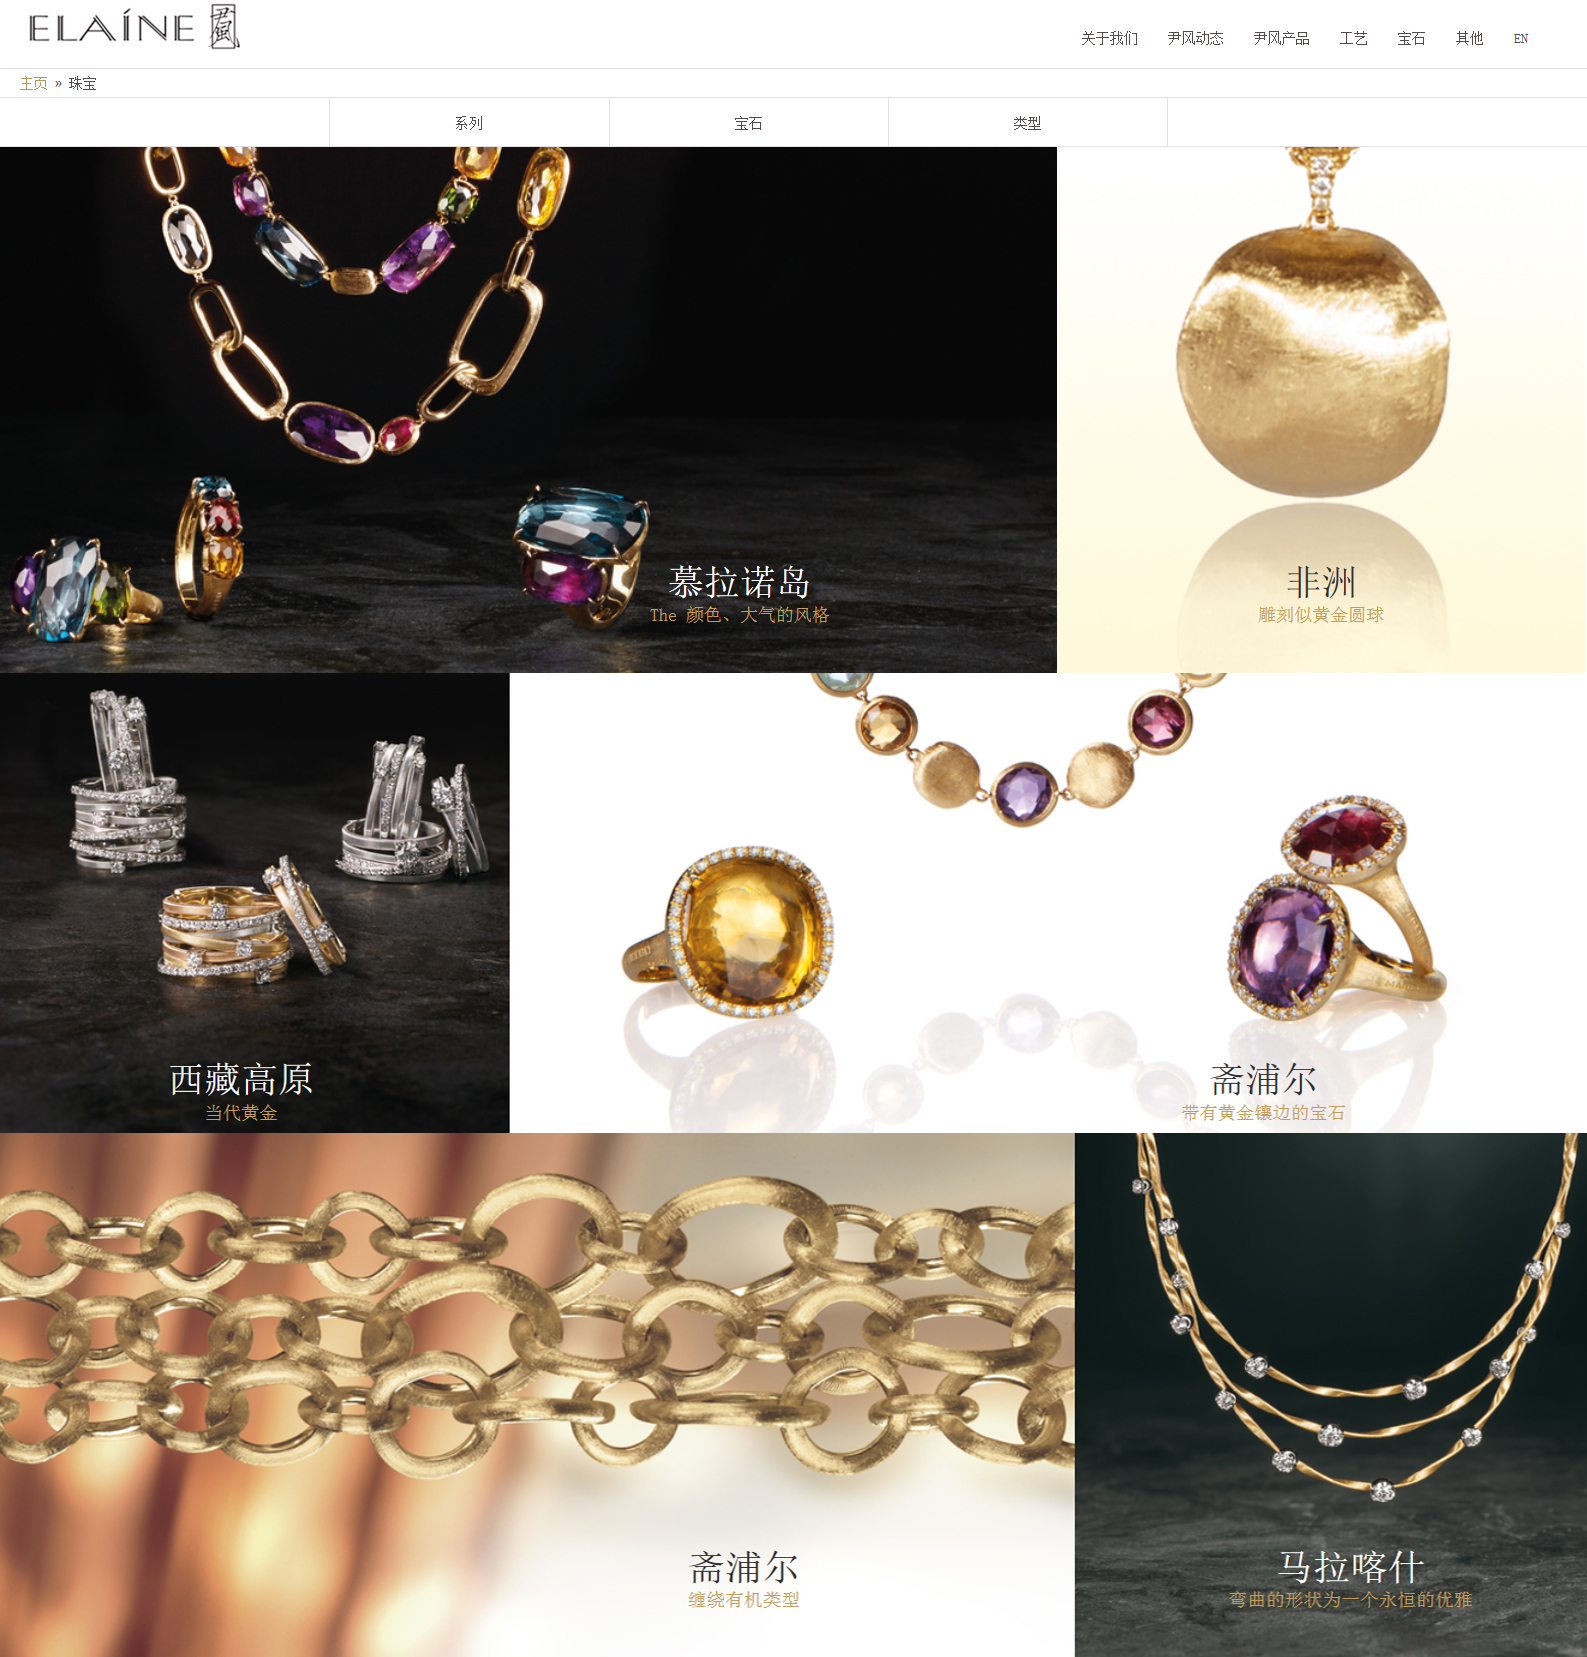 ELAÍNE 尹風
关于我们 尹风动态 尹风产品 工艺 宝石 其他 EN
主页 » 珠宝
系列 宝石 类型
慕拉诺岛
The 颜色、大气的风格
非洲
雕刻似黄金圆球
西藏高原
当代黄金
斋浦尔
带有黄金镶边的宝石
斋浦尔
缠绕有机类型
马拉喀什
弯曲的形状为一个永恒的优雅